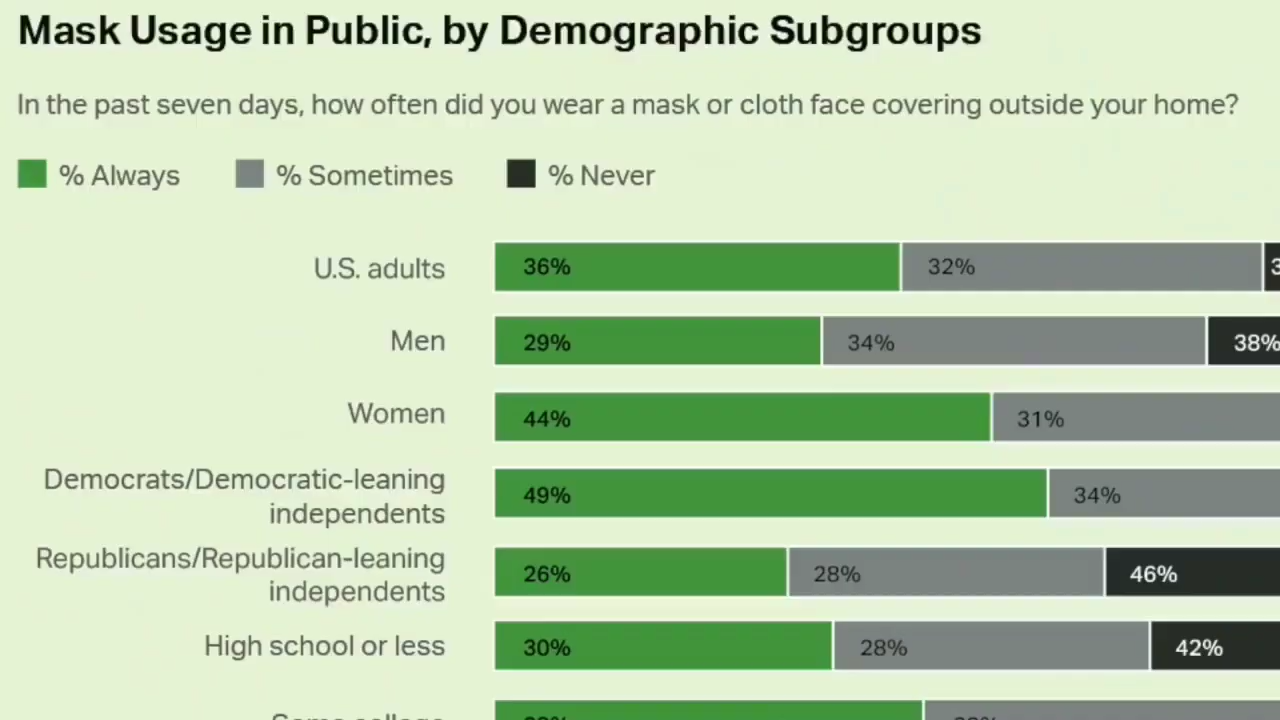 Mask Usage in Public, by Demographic Subgroups
In the past seven days, how often did you wear a mask or cloth face covering outside your home?
% Always % Sometimes % Never
U.S. adults 36% 32%
Men 29% 34% 38%
Women 44% 31%
Democrats/Democratic-leaning
independents 49% 34%
Republicans/Republican-leaning
independents 26% 28% 46%
High school or less 30% 28% 42%
Some college